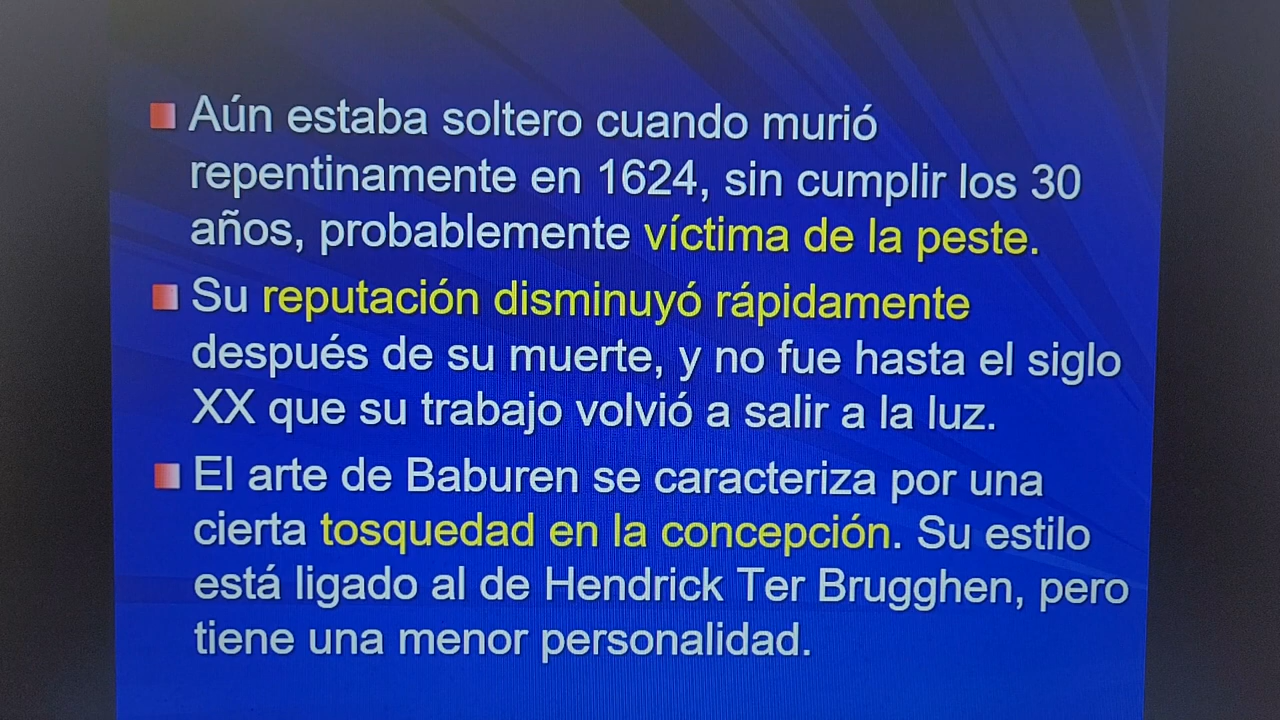 Aún estaba soltero cuando murió
repentinamente en 1624, sin cumplir los 30
años, probablemente víctima de la peste.
Su reputación disminuyó rápidamente
después de su muerte, y no fue hasta el siglo
XX que su trabajo volvió a salir a la luz.
El arte de Baburen se caracteriza por una
cierta tosquedad en la concepción. Su estilo
está ligado al de Hendrick Ter Brugghen, pero
tiene una menor personalidad.